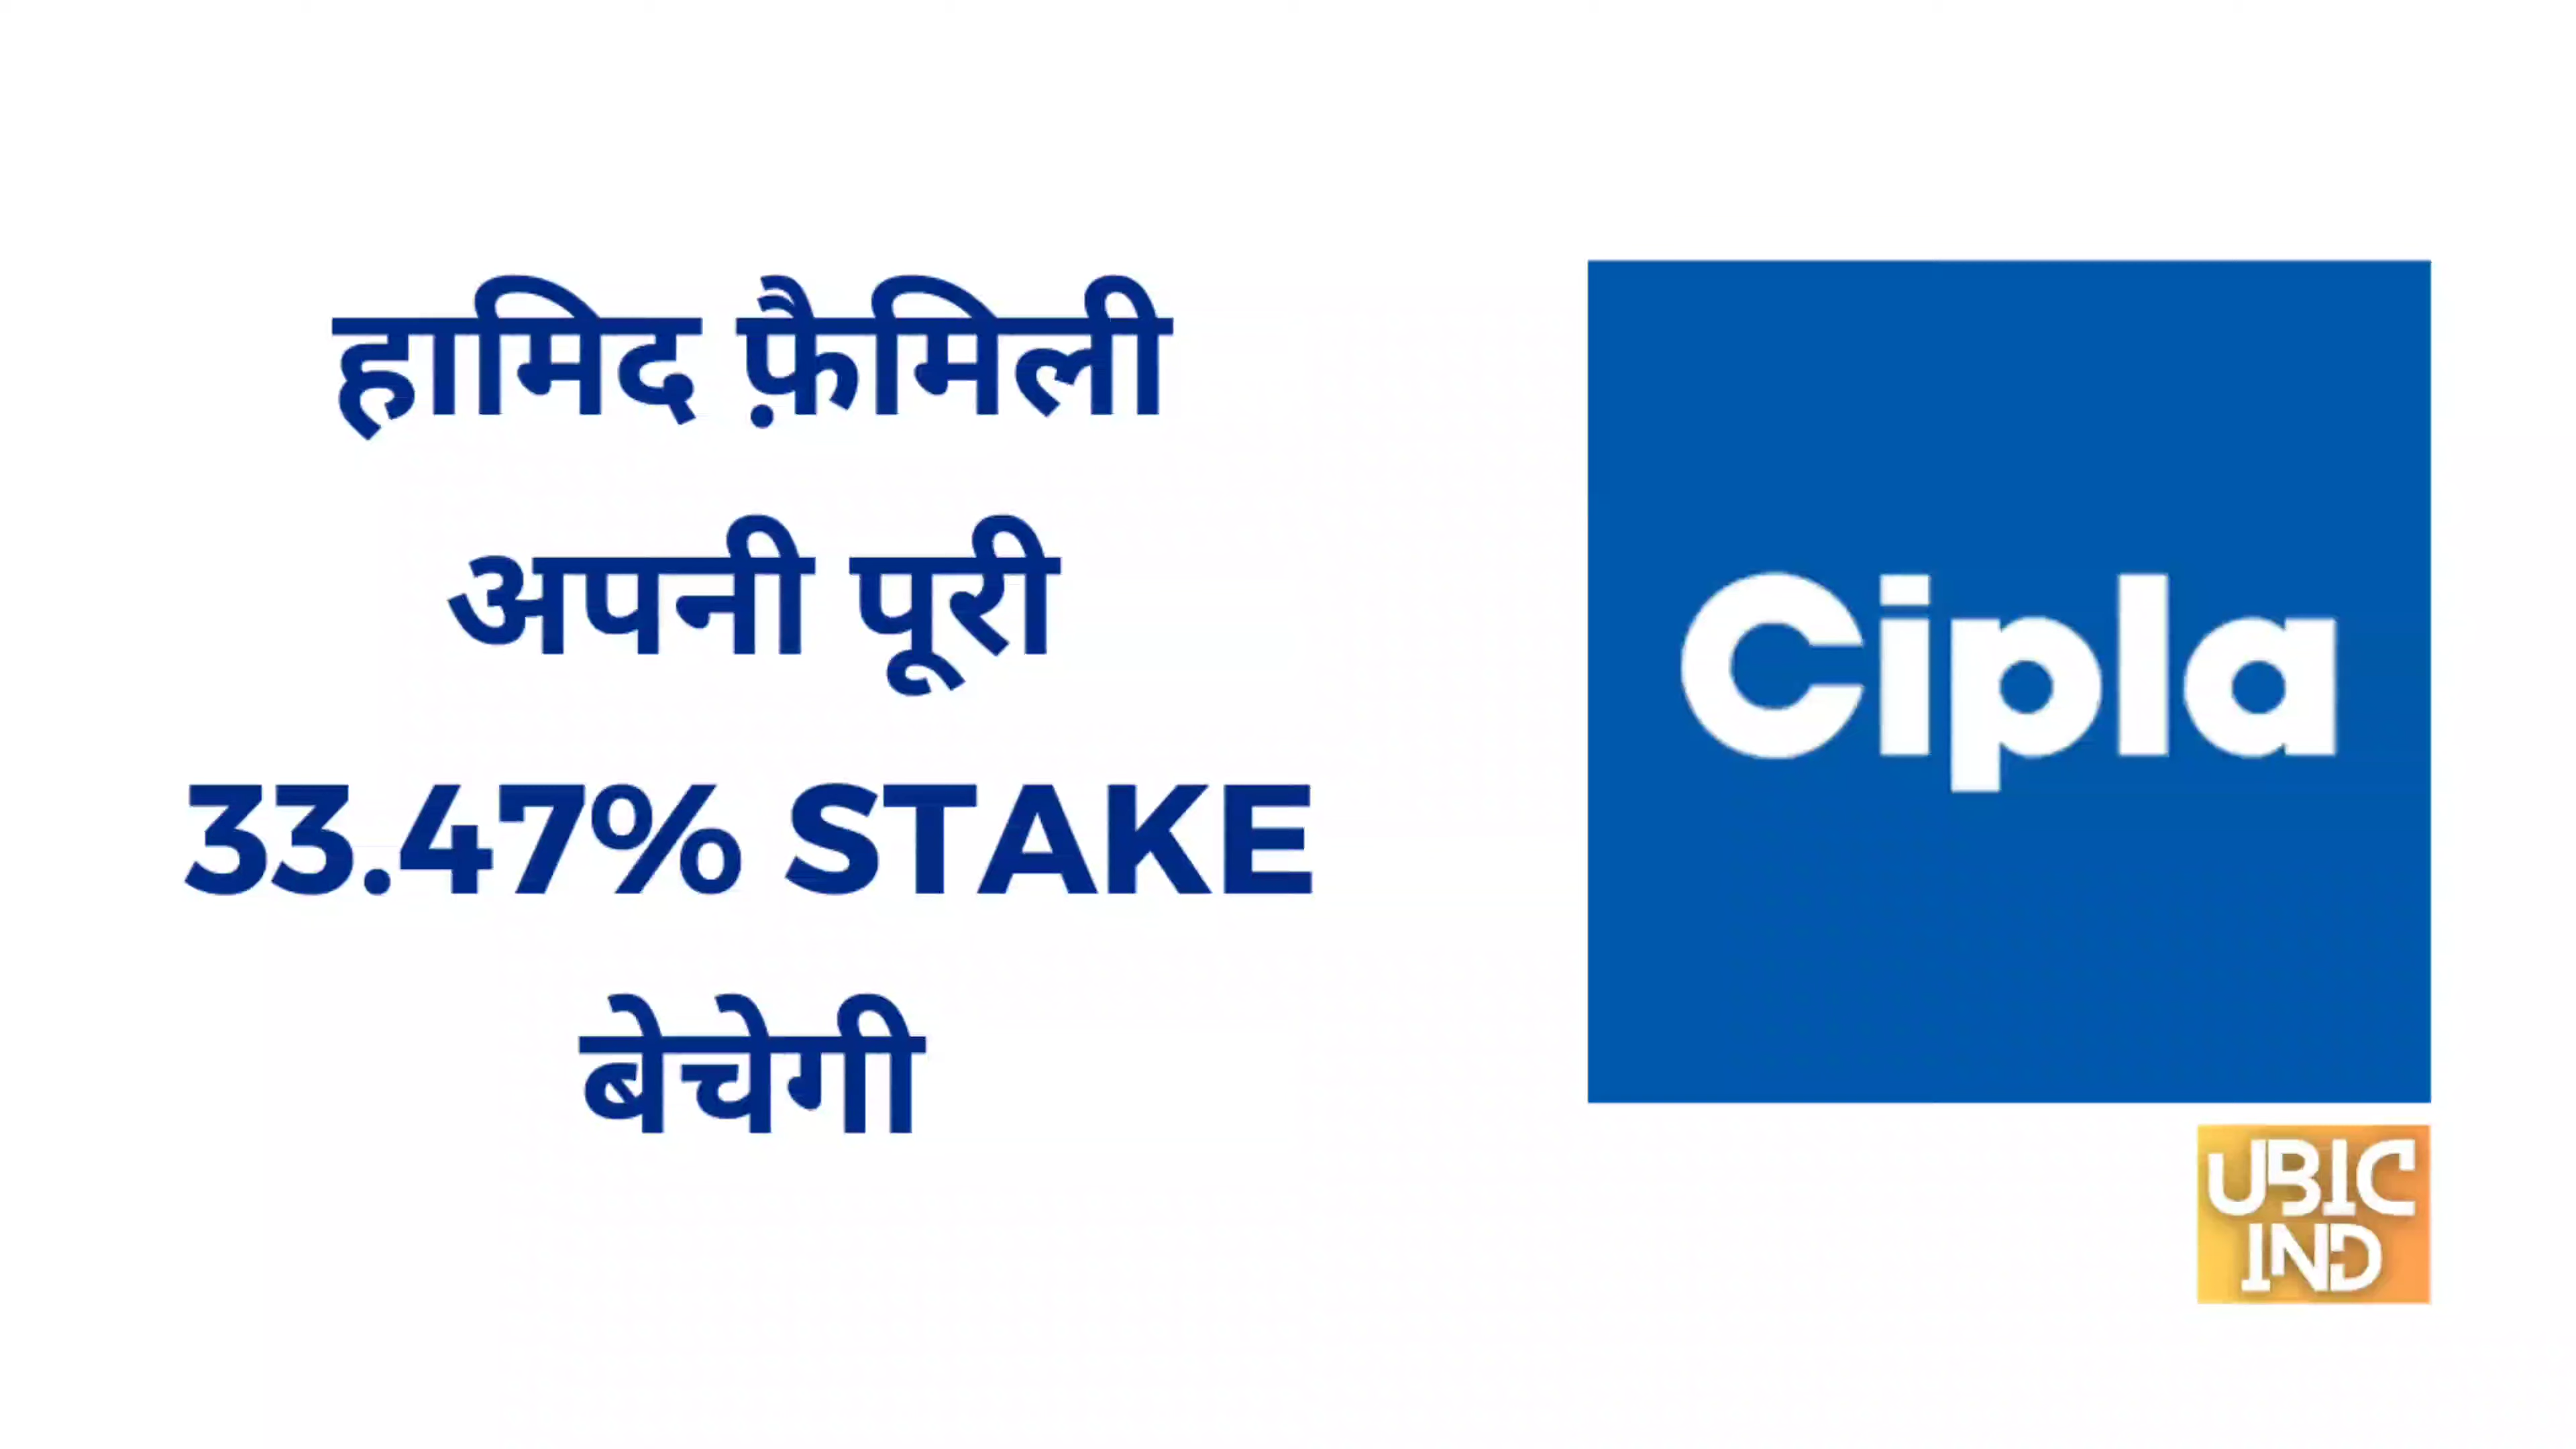 हामिद फ़ैमिली
अपनी पूरी
33.47% STAKE
बेचेगी
Cipla
UBIC
IND